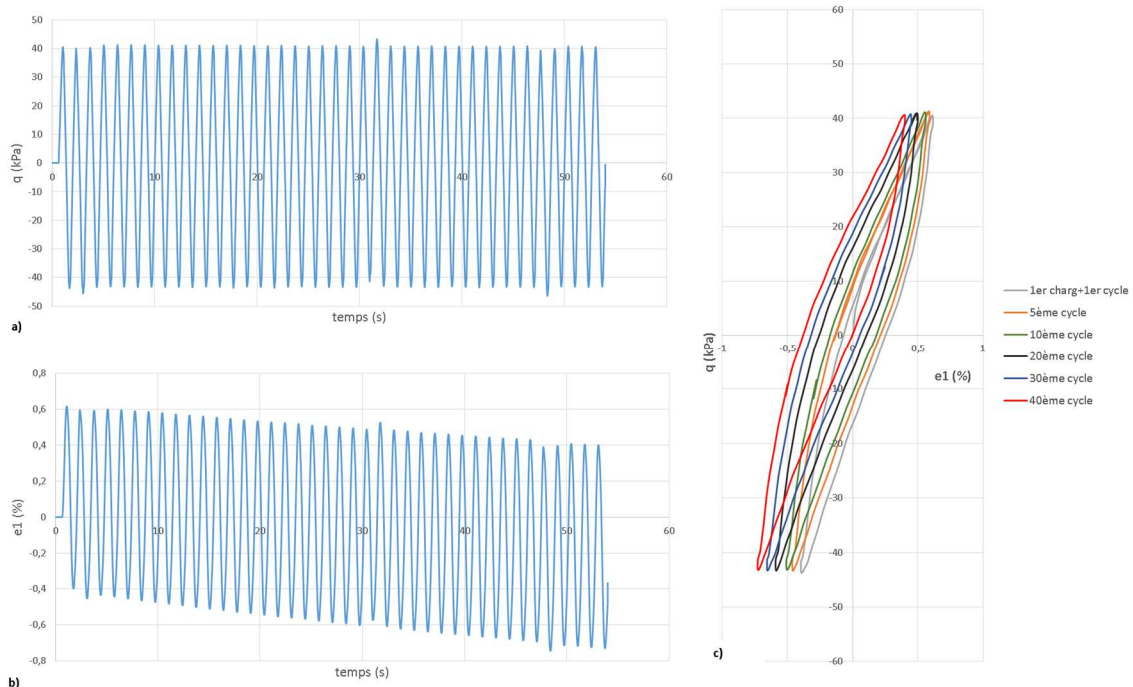 50
40
30
20
10
0
-10
-20
-30
-40
-50
0 10 20 30 40 50 60
q (kPa)
temps (s)
a)
0,8
0,6
0,4
0,2
0
-0,2
-0,4
-0,6
-0,8
0 10 20 30 40 50 60
e1 (%)
temps (s)
b)
60
50
40
30
20
10
0
-10
-20
-30
-40
-50
-60
-1 -0,5 0 0,5 1
q (kPa)
e1 (%)
c)
1er charg+1er cycle
5ème cycle
10ème cycle
20ème cycle
30ème cycle
40ème cycle